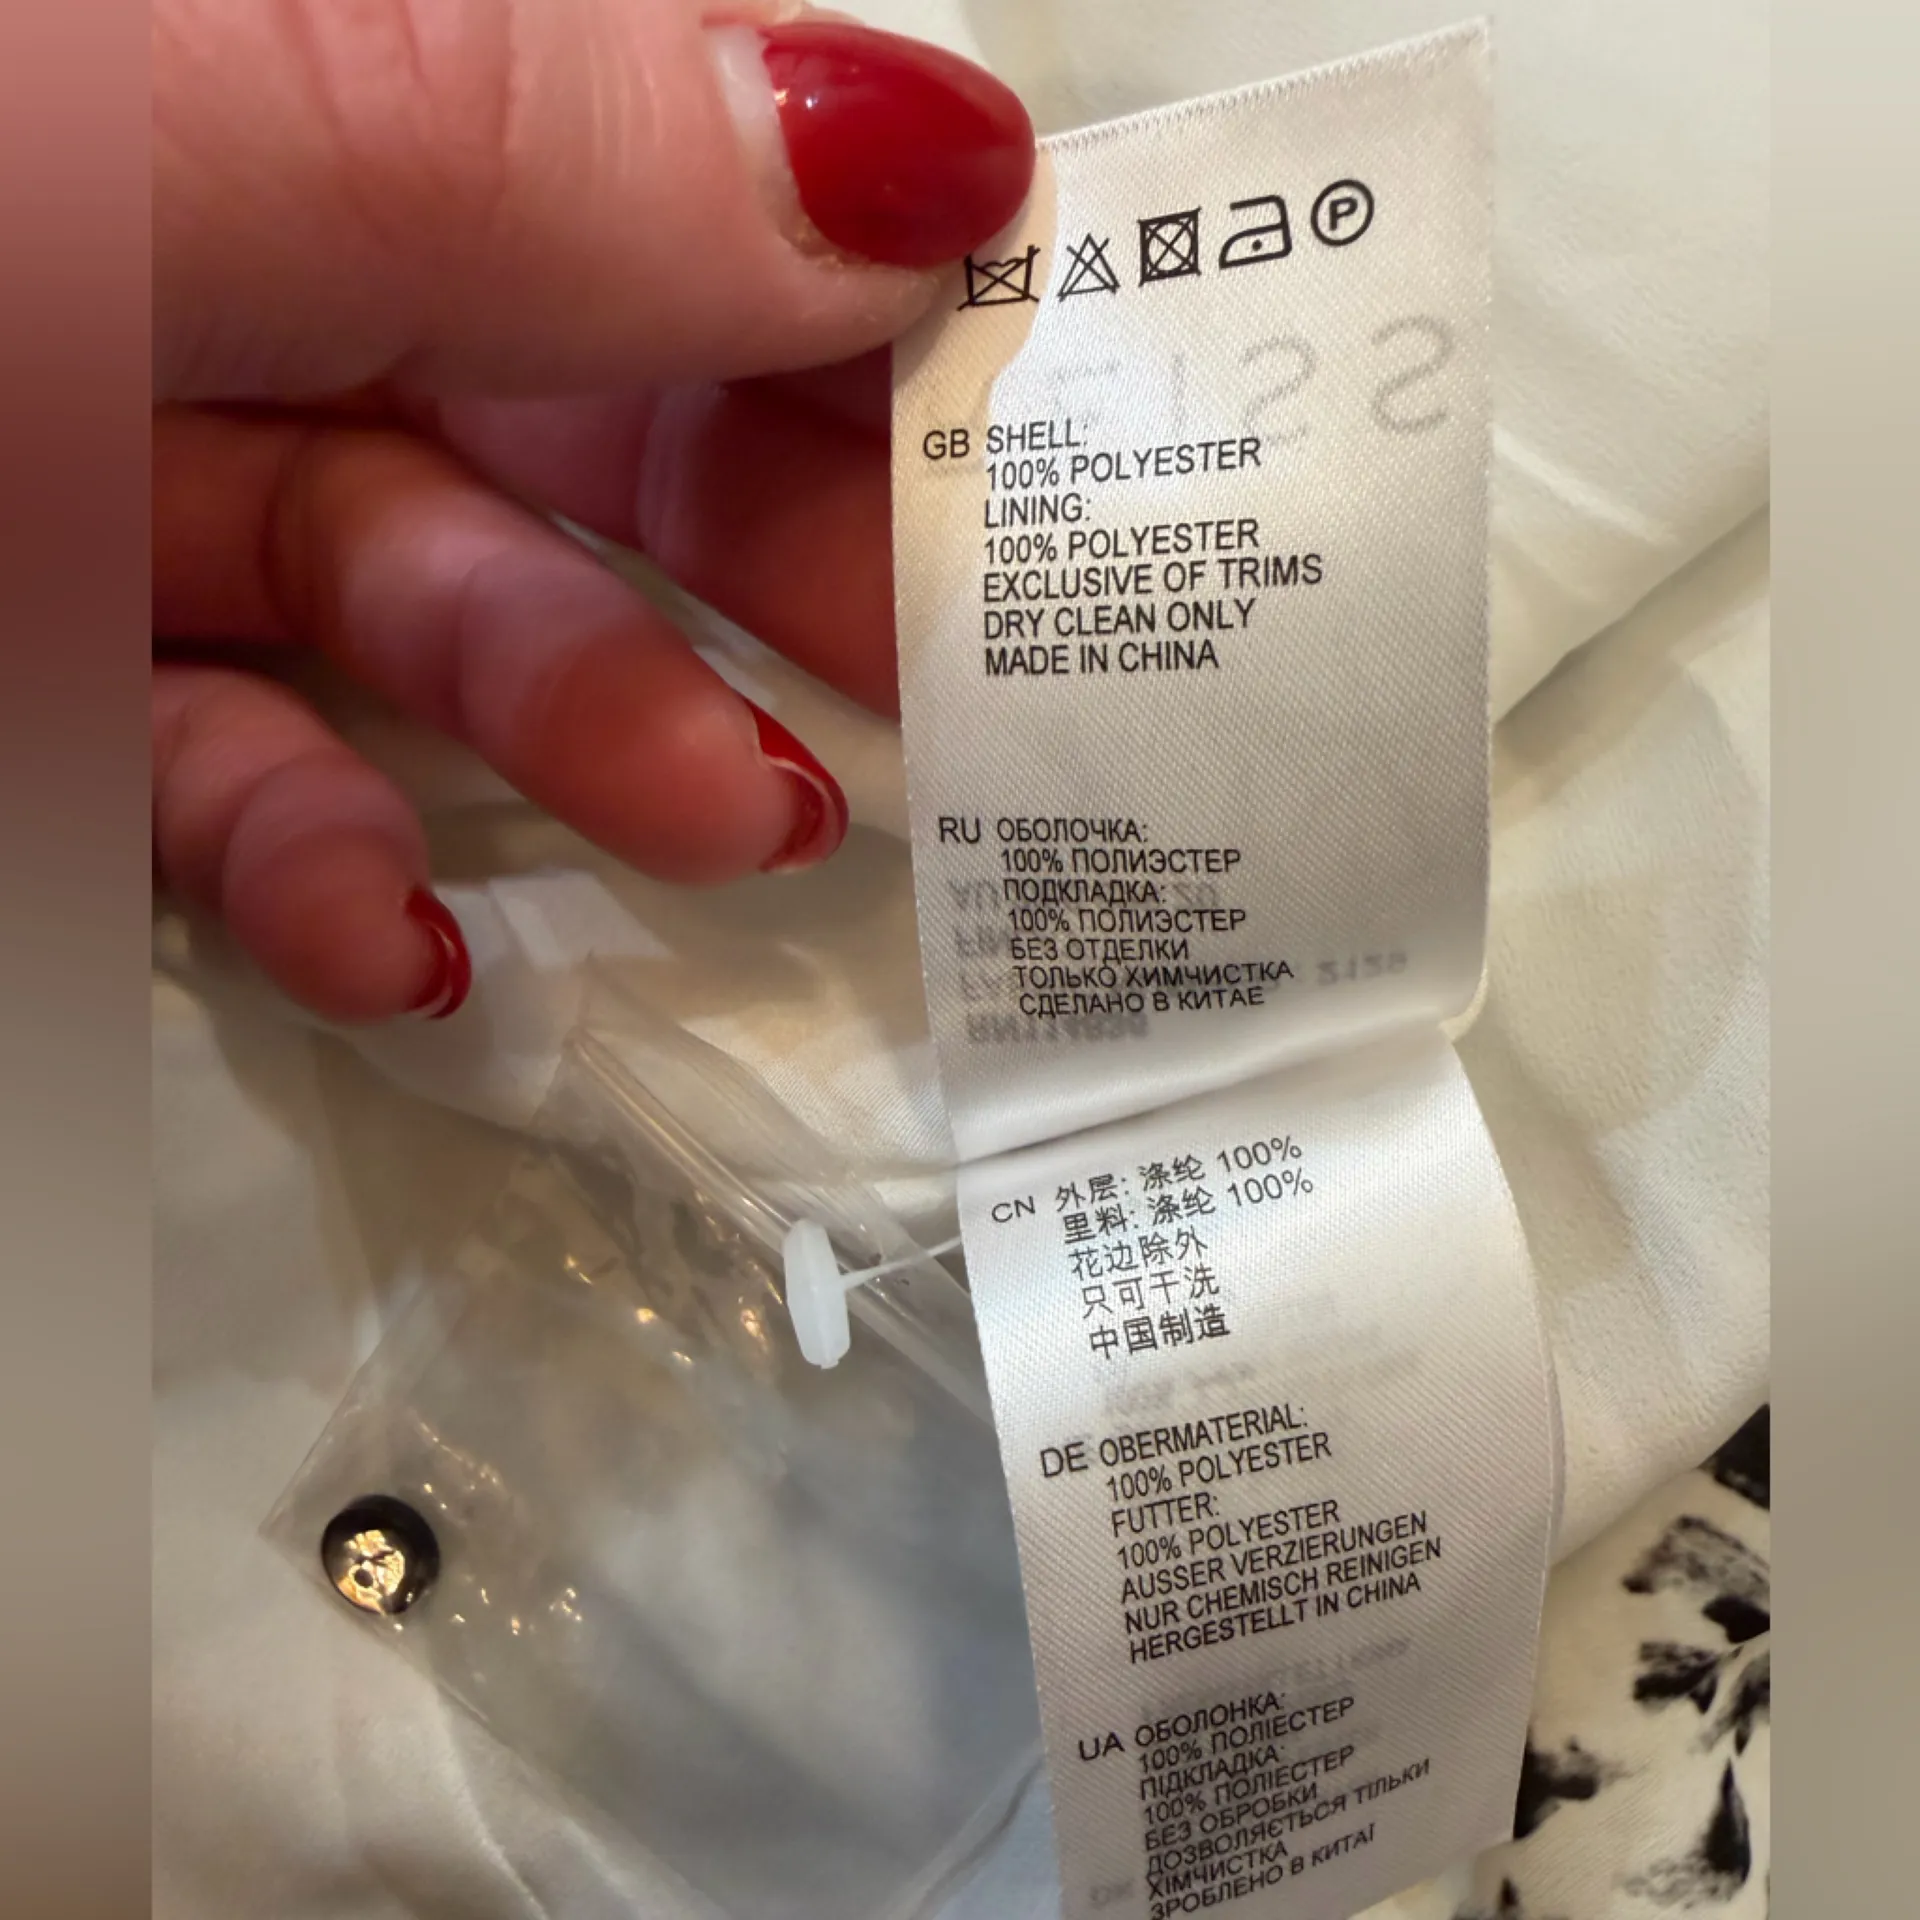 P
GB SHELL:
100% POLYESTER
LINING:
100% POLYESTER
EXCLUSIVE OF TRIMS
DRY CLEAN ONLY
MADE IN CHINA
RU ОБОЛОЧКА:
100% ПОЛИЭСТЕР
ПОДКЛАДКА:
100% ПОЛИЭСТЕР
БЕЗ ОТДЕЛКИ
ТОЛЬКО ХИМЧИСТКА
СДЕЛАНО В КИТАЕ
CN 外层: 涤纶 100%
里料: 涤纶 100%
花边除外
只可干洗
中国制造
DE OBERMATERIAL:
100% POLYESTER
FUTTER:
100% POLYESTER
AUSSER VERZIERUNGEN
NUR CHEMISCH REINIGEN
HERGESTELLT IN CHINA
UA ОБОЛОНКА:
100% ПОЛІЕСТЕР
ПІДКЛАДКА:
100% ПОЛІЕСТЕР
БЕЗ ОБРОБКИ
ДОЗВОЛЯЄТЬСЯ ТІЛЬКИ
ХІМЧИСТКА
ЗРОБЛЕНО В КИТАЇ